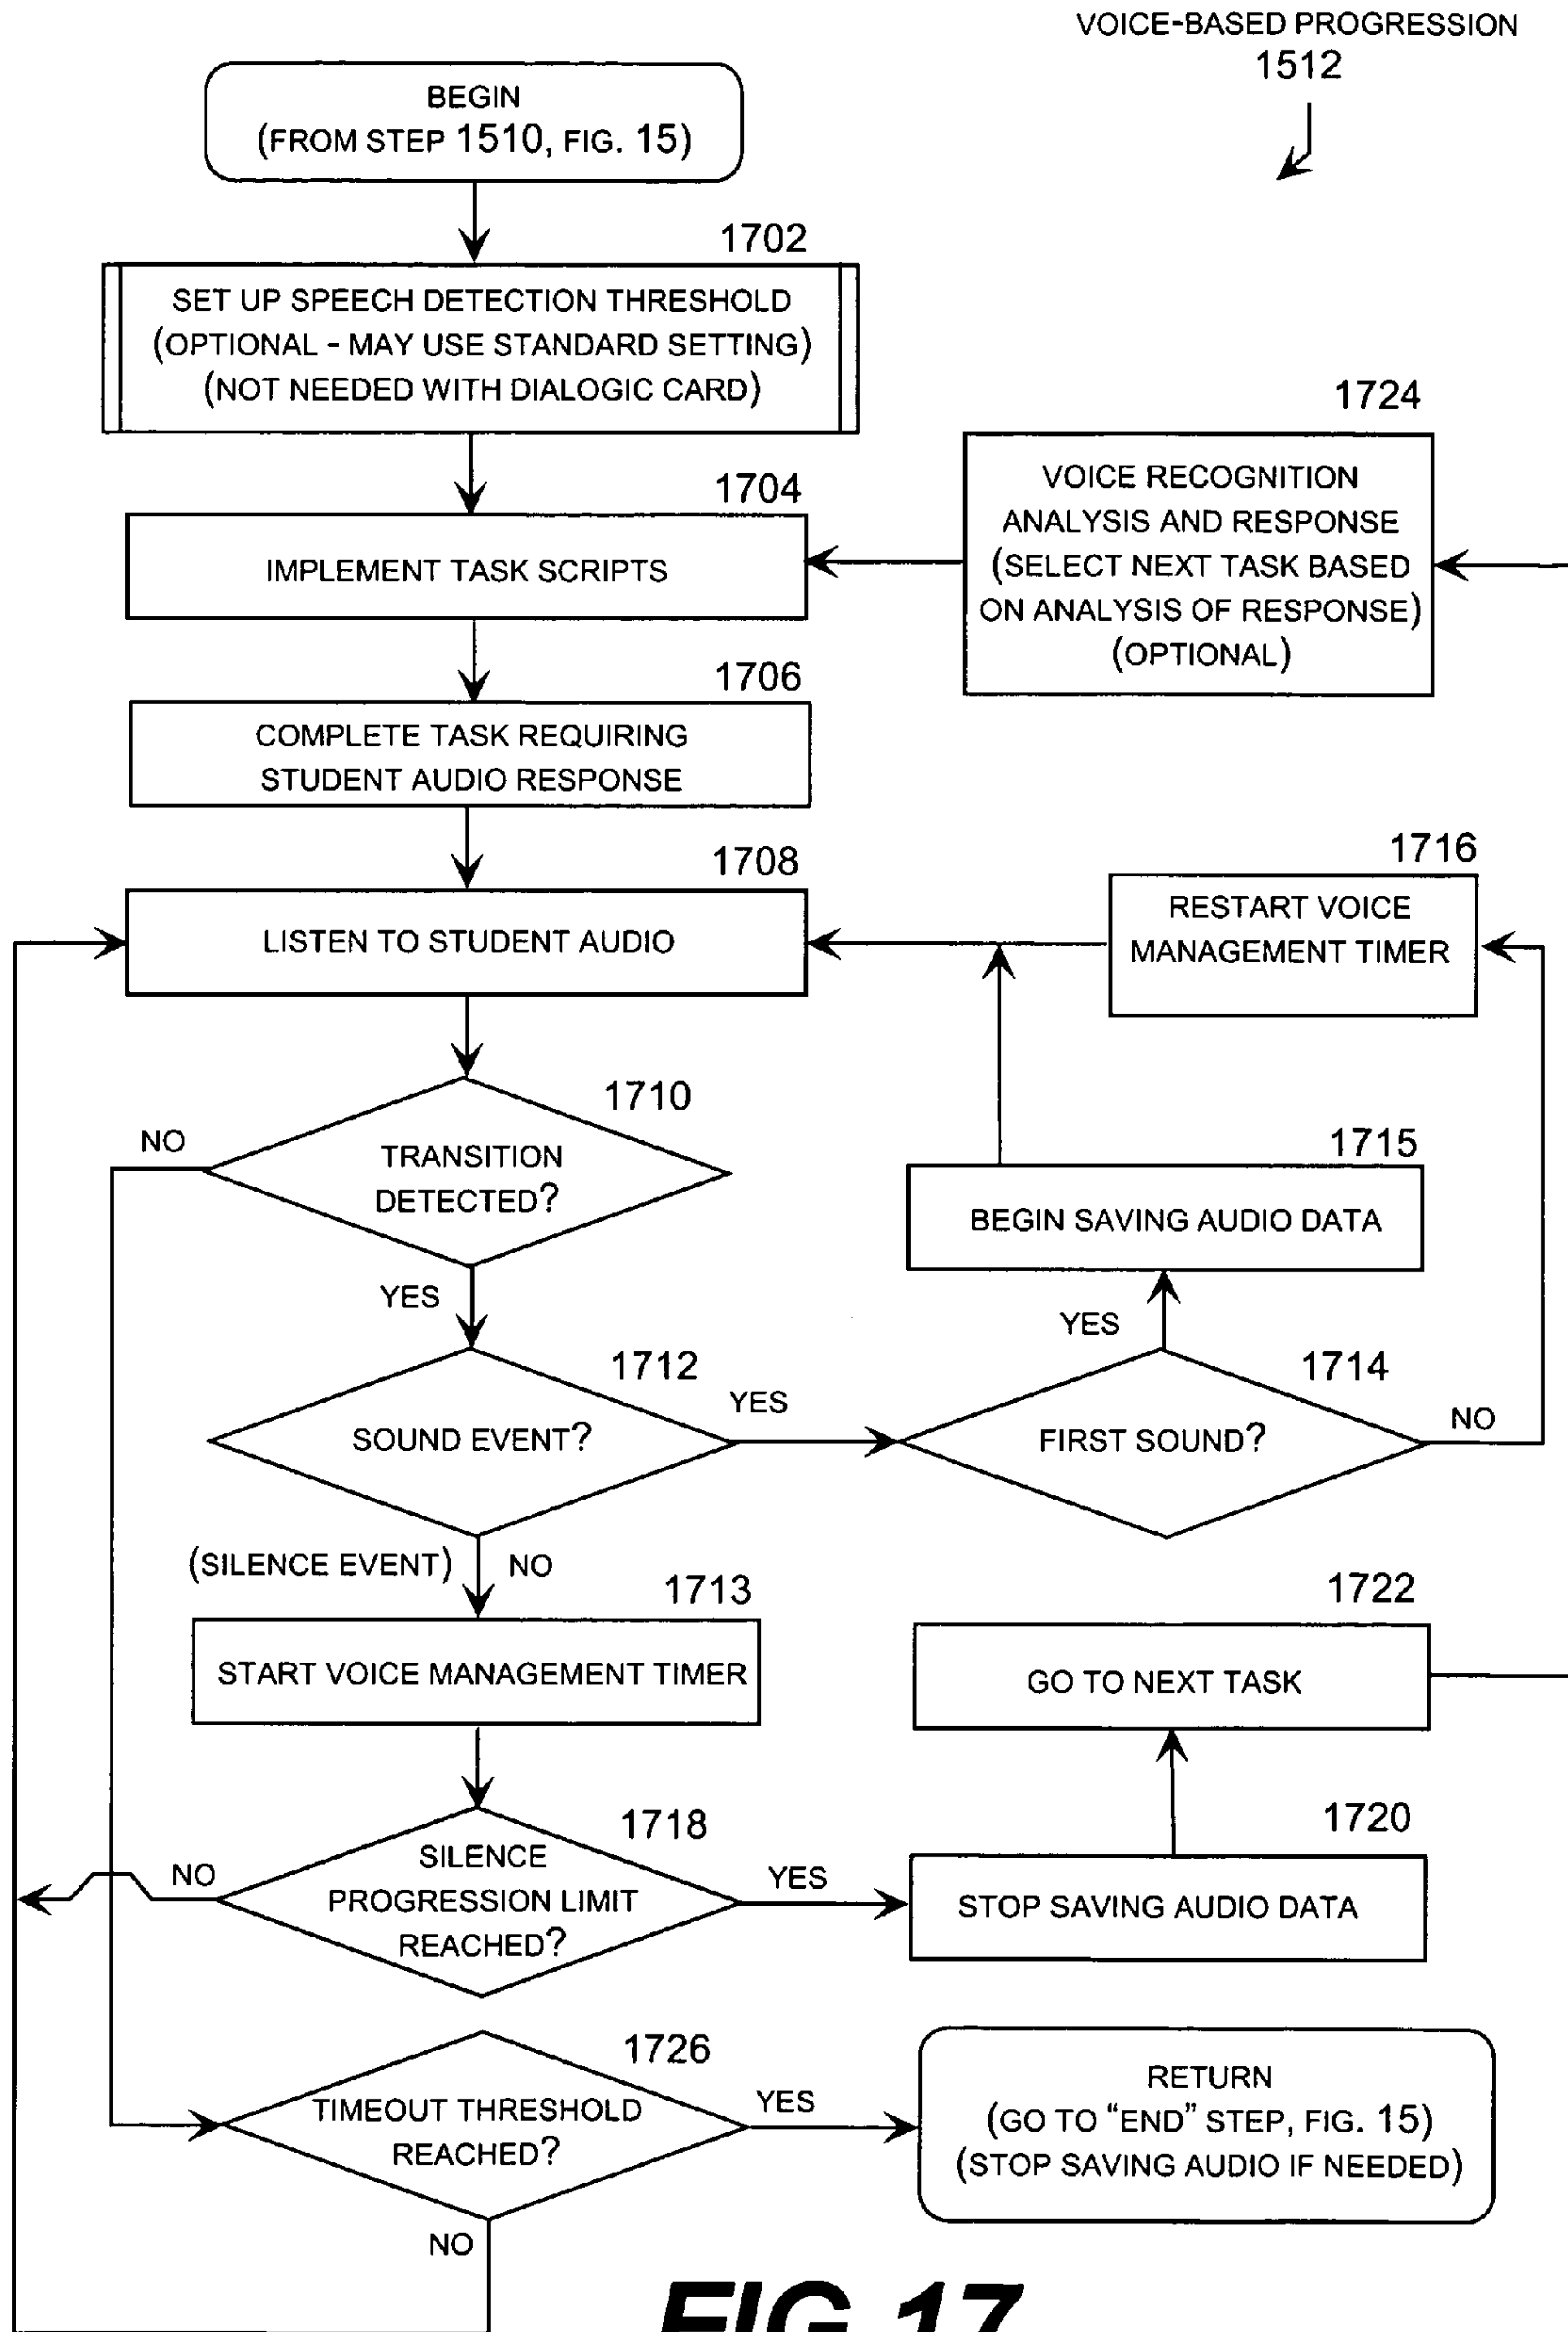 VOICE-BASED PROGRESSION
1512
BEGIN
(FROM STEP 1510, FIG. 15)
1702
SET UP SPEECH DETECTION THRESHOLD
(OPTIONAL - MAY USE STANDARD SETTING)
(NOT NEEDED WITH DIALOGIC CARD)
1724
VOICE RECOGNITION
ANALYSIS AND RESPONSE
(SELECT NEXT TASK BASED
ON ANALYSIS OF RESPONSE)
(OPTIONAL)
1704
IMPLEMENT TASK SCRIPTS
1706
COMPLETE TASK REQUIRING
STUDENT AUDIO RESPONSE
1708
LISTEN TO STUDENT AUDIO
1716
RESTART VOICE
MANAGEMENT TIMER
1710
NO
TRANSITION
DETECTED?
YES
1715
BEGIN SAVING AUDIO DATA
YES
1712
SOUND EVENT?
YES
1714
FIRST SOUND?
NO
(SILENCE EVENT)
NO
1713
START VOICE MANAGEMENT TIMER
1722
GO TO NEXT TASK
1718
NO
SILENCE
PROGRESSION LIMIT
REACHED?
YES
1720
STOP SAVING AUDIO DATA
1726
TIMEOUT THRESHOLD
REACHED?
YES
NO
RETURN
(GO TO "END" STEP, FIG. 15)
(STOP SAVING AUDIO IF NEEDED)
FIG 17